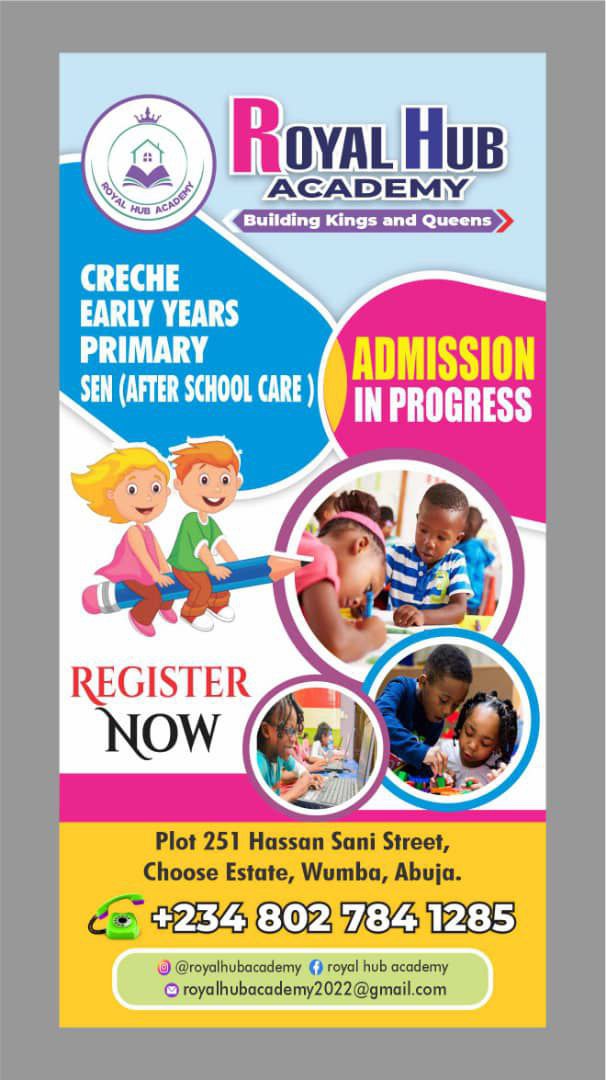 ROYAL HUB ACADEMY
ROYAL HUB
ACADEMY
Building Kings and Queens
CRECHE
EARLY YEARS
PRIMARY
SEN (AFTER SCHOOL CARE )
ADMISSION
IN PROGRESS
REGISTER
NOW
Plot 251 Hassan Sani Street,
Choose Estate, Wumba, Abuja.
+234 802 784 1285
@royalhubacademy royal hub academy
royalhubacademy2022@gmail.com